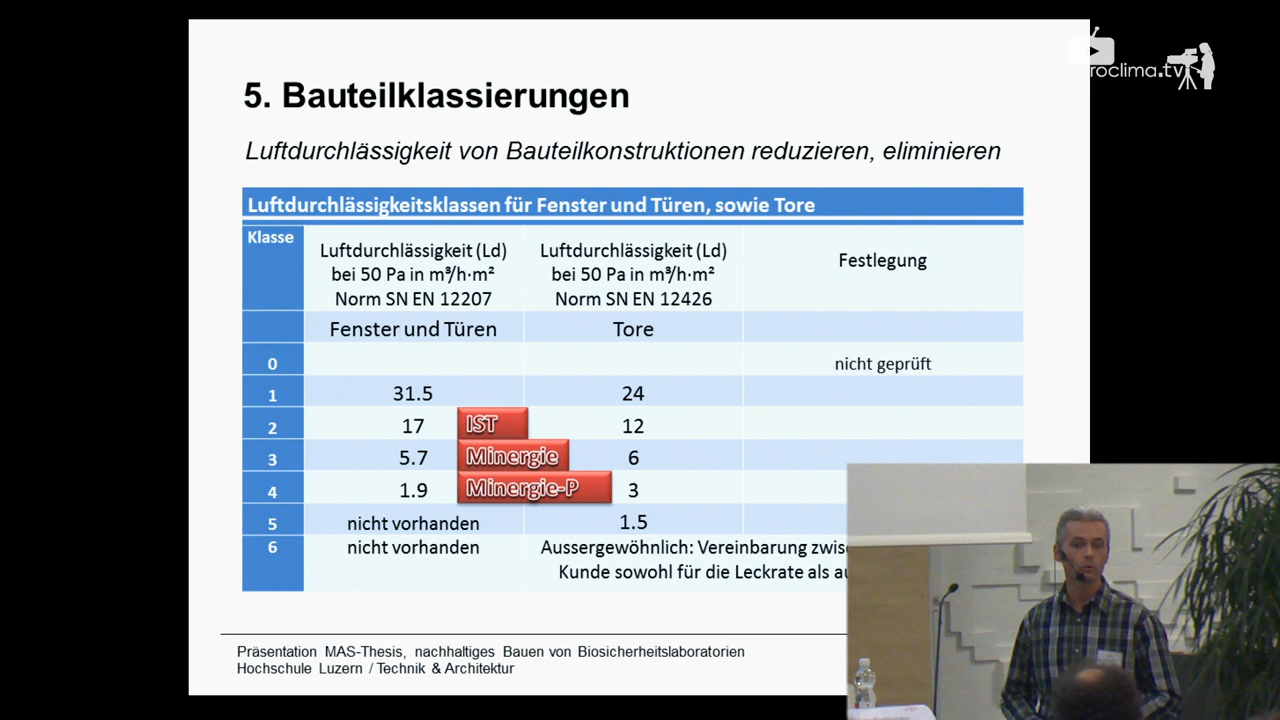 proclima.tv
5. Bauteilklassierungen
Luftdurchlässigkeit von Bauteilkonstruktionen reduzieren, eliminieren
Luftdurchlässigkeitsklassen für Fenster und Türen, sowie Tore
Klasse
Luftdurchlässigkeit (Ld)
bei 50 Pa in m³/h·m²
Norm SN EN 12207
Luftdurchlässigkeit (Ld)
bei 50 Pa in m³/h·m²
Norm SN EN 12426
Festlegung
Fenster und Türen Tore
0 nicht geprüft
1 31.5 24
2 17 IST 12
3 5.7 Minergie 6
4 1.9 Minergie-P 3
5 nicht vorhanden 1.5
6 nicht vorhanden Aussergewöhnlich: Vereinbarung
Kunde sowohl für die Leckrate als
Präsentation MAS-Thesis, nachhaltiges Bauen von Biosicherheitslaboratorien
Hochschule Luzern / Technik & Architektur